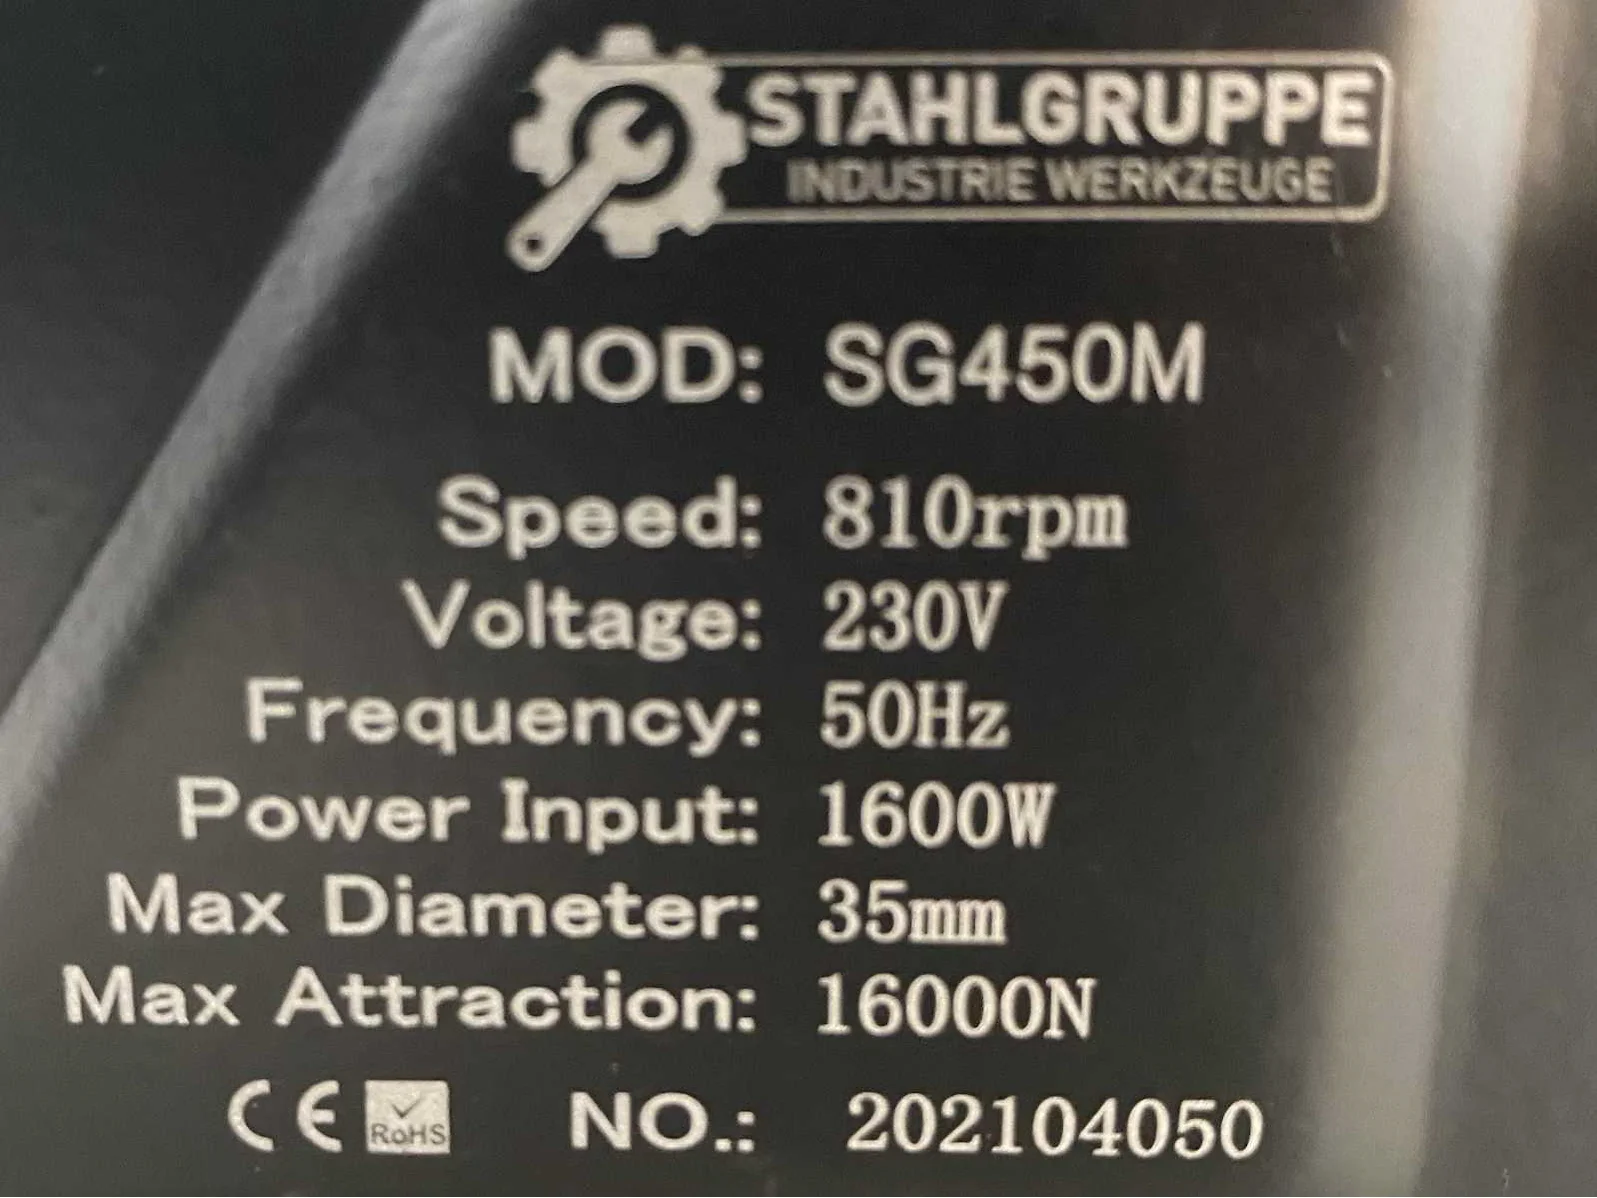 STAHLGRUPPE
INDUSTRIE WERKZEUGE
MOD: SG450M
Speed: 810rpm
Voltage: 230V
Frequency: 50Hz
Power Input: 1600W
Max Diameter: 35mm
Max Attraction: 16000N
CE RoHS NO.: 202104050